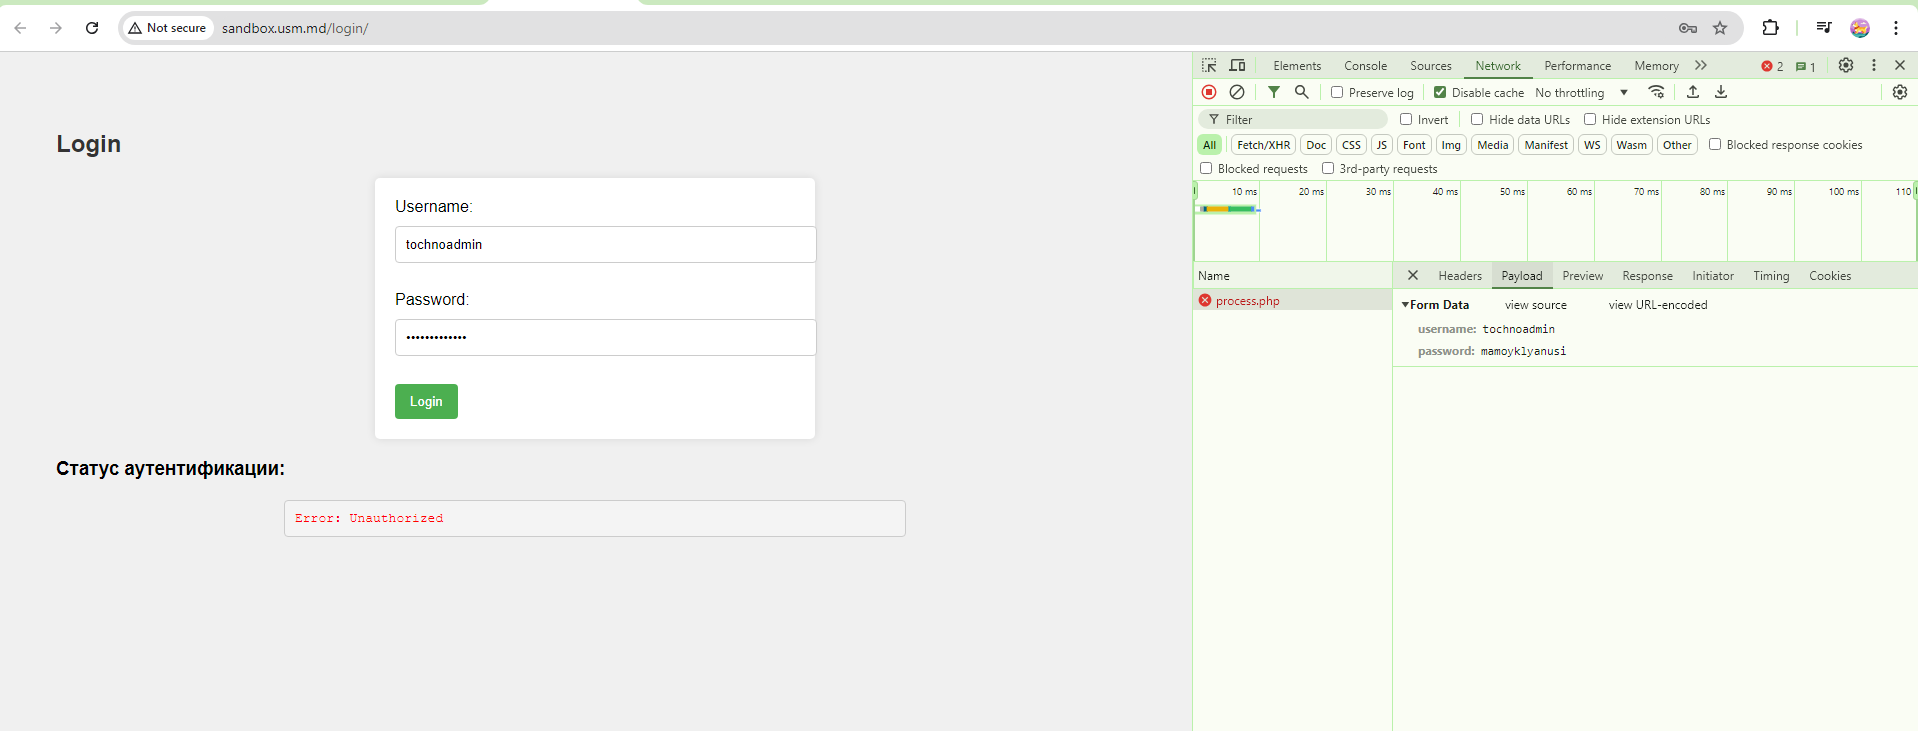 Not secure sandbox.usm.md/login/
Login
Username:
tochnoadmin
Password:
•••••••••••••
Login
Статус аутентификации:
Error: Unauthorized
Elements Console Sources Network Performance Memory 2 1
Preserve log Disable cache No throttling
Filter Invert Hide data URLs Hide extension URLs
All Fetch/XHR Doc CSS JS Font Img Media Manifest WS Wasm Other Blocked response cookies
Blocked requests 3rd-party requests
10 ms 20 ms 30 ms 40 ms 50 ms 60 ms 70 ms 80 ms 90 ms 100 ms 110
Name
process.php
Headers Payload Preview Response Initiator Timing Cookies
Form Data view source view URL-encoded
username: tochnoadmin
password: mamoyklyanusi